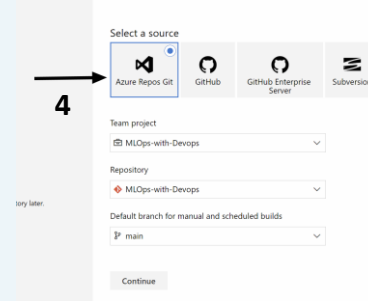 Select a source
Azure Repos Git
GitHub
GitHub Enterprise
Server
Subversion
4
Team project
MLOps-with-Devops
Repository
MLOps-with-Devops
tory later.
Default branch for manual and scheduled builds
main
Continue